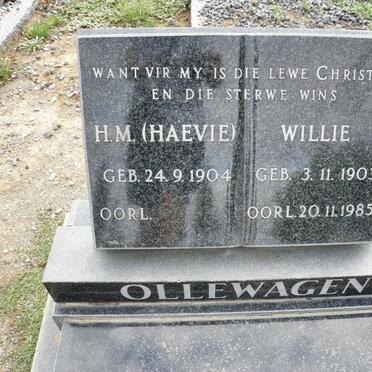 WANT VIR MY IS DIE LEWE CHRIST
EN DIE STERWE WINS
H.M. (HAEVIE)
GEB. 24. 9. 1904
OORL.
WILLIE
GEB. 3. 11. 1903
OORL. 20. 11. 1985
OLLEWAGEN